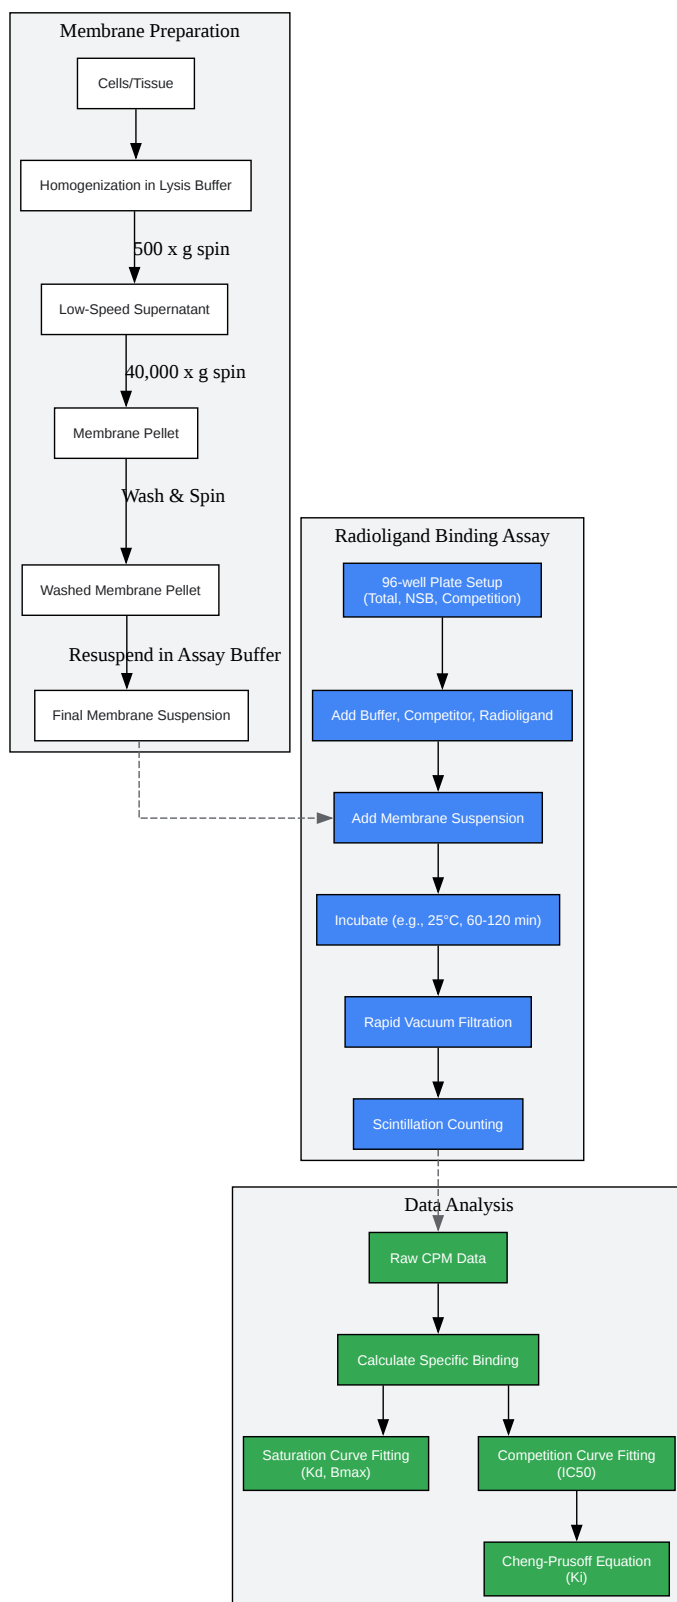 Membrane Preparation
Cells/Tissue
Homogenization in Lysis Buffer
500 x g spin
Low-Speed Supernatant
40,000 x g spin
Membrane Pellet
Wash & Spin
Washed Membrane Pellet
Resuspend in Assay Buffer
Final Membrane Suspension
Radioligand Binding Assay
96-well Plate Setup
(Total, NSB, Competition)
Add Buffer, Competitor, Radioligand
Add Membrane Suspension
Incubate (e.g., 25°C, 60-120 min)
Rapid Vacuum Filtration
Scintillation Counting
Data Analysis
Raw CPM Data
Calculate Specific Binding
Saturation Curve Fitting
(Kd, Bmax)
Competition Curve Fitting
(IC50)
Cheng-Prusoff Equation
(Ki)